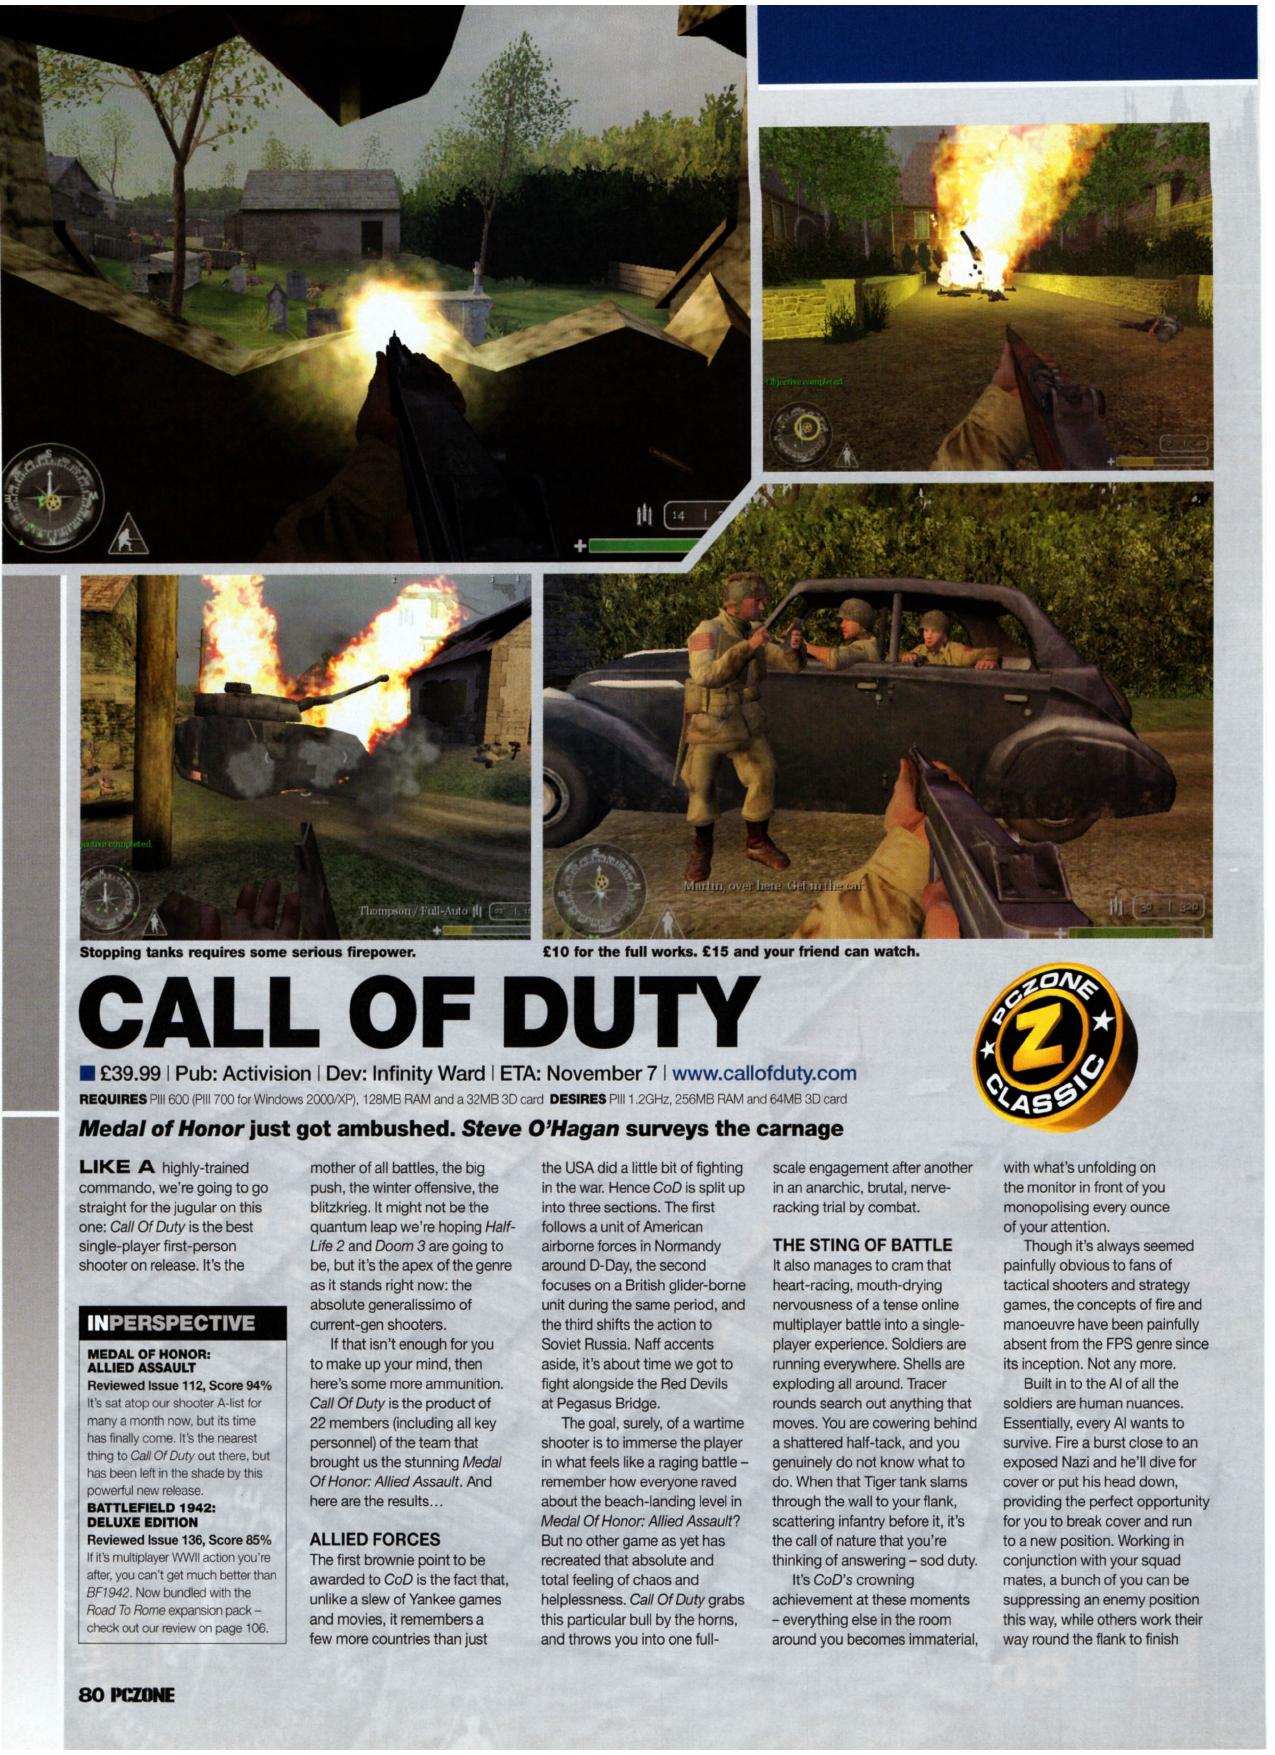 Objective completed
14
jective completed.
Thompson / Full-Auto
Martin, over here. Get in the car.
30 | 320
Stopping tanks requires some serious firepower.
£10 for the full works. £15 and your friend can watch.
CALL OF DUTY
PCZONE
Z
CLASSIC
£39.99 | Pub: Activision | Dev: Infinity Ward | ETA: November 7 | www.callofduty.com
REQUIRES PIII 600 (PIII 700 for Windows 2000/XP), 128MB RAM and a 32MB 3D card DESIRES PIII 1.2GHz, 256MB RAM and 64MB 3D card
Medal of Honor just got ambushed. Steve O'Hagan surveys the carnage
LIKE A highly-trained
commando, we're going to go
straight for the jugular on this
one: Call Of Duty is the best
single-player first-person
shooter on release. It's the
mother of all battles, the big
push, the winter offensive, the
blitzkrieg. It might not be the
quantum leap we're hoping Half-
Life 2 and Doom 3 are going to
be, but it's the apex of the genre
as it stands right now: the
absolute generalissimo of
current-gen shooters.
If that isn't enough for you
to make up your mind, then
here's some more ammunition.
Call Of Duty is the product of
22 members (including all key
personnel) of the team that
brought us the stunning Medal
Of Honor: Allied Assault. And
here are the results...
ALLIED FORCES
The first brownie point to be
awarded to CoD is the fact that,
unlike a slew of Yankee games
and movies, it remembers a
few more countries than just
the USA did a little bit of fighting
in the war. Hence CoD is split up
into three sections. The first
follows a unit of American
airborne forces in Normandy
around D-Day, the second
focuses on a British glider-borne
unit during the same period, and
the third shifts the action to
Soviet Russia. Naff accents
aside, it's about time we got to
fight alongside the Red Devils
at Pegasus Bridge.
The goal, surely, of a wartime
shooter is to immerse the player
in what feels like a raging battle –
remember how everyone raved
about the beach-landing level in
Medal Of Honor: Allied Assault?
But no other game as yet has
recreated that absolute and
total feeling of chaos and
helplessness. Call Of Duty grabs
this particular bull by the horns,
and throws you into one full-
scale engagement after another
in an anarchic, brutal, nerve-
racking trial by combat.
THE STING OF BATTLE
It also manages to cram that
heart-racing, mouth-drying
nervousness of a tense online
multiplayer battle into a single-
player experience. Soldiers are
running everywhere. Shells are
exploding all around. Tracer
rounds search out anything that
moves. You are cowering behind
a shattered half-tack, and you
genuinely do not know what to
do. When that Tiger tank slams
through the wall to your flank,
scattering infantry before it, it's
the call of nature that you're
thinking of answering – sod duty.
It's CoD's crowning
achievement at these moments
– everything else in the room
around you becomes immaterial,
with what's unfolding on
the monitor in front of you
monopolising every ounce
of your attention.
Though it's always seemed
painfully obvious to fans of
tactical shooters and strategy
games, the concepts of fire and
manoeuvre have been painfully
absent from the FPS genre since
its inception. Not any more.
Built in to the AI of all the
soldiers are human nuances.
Essentially, every AI wants to
survive. Fire a burst close to an
exposed Nazi and he'll dive for
cover or put his head down,
providing the perfect opportunity
for you to break cover and run
to a new position. Working in
conjunction with your squad
mates, a bunch of you can be
suppressing an enemy position
this way, while others work their
way round the flank to finish
INPERSPECTIVE
MEDAL OF HONOR:
ALLIED ASSAULT
Reviewed Issue 112, Score 94%
It's sat atop our shooter A-list for
many a month now, but its time
has finally come. It's the nearest
thing to Call Of Duty out there, but
has been left in the shade by this
powerful new release.
BATTLEFIELD 1942:
DELUXE EDITION
Reviewed Issue 136, Score 85%
If it's multiplayer WWII action you're
after, you can't get much better than
BF1942. Now bundled with the
Road To Rome expansion pack –
check out our review on page 106.
80 PCZONE